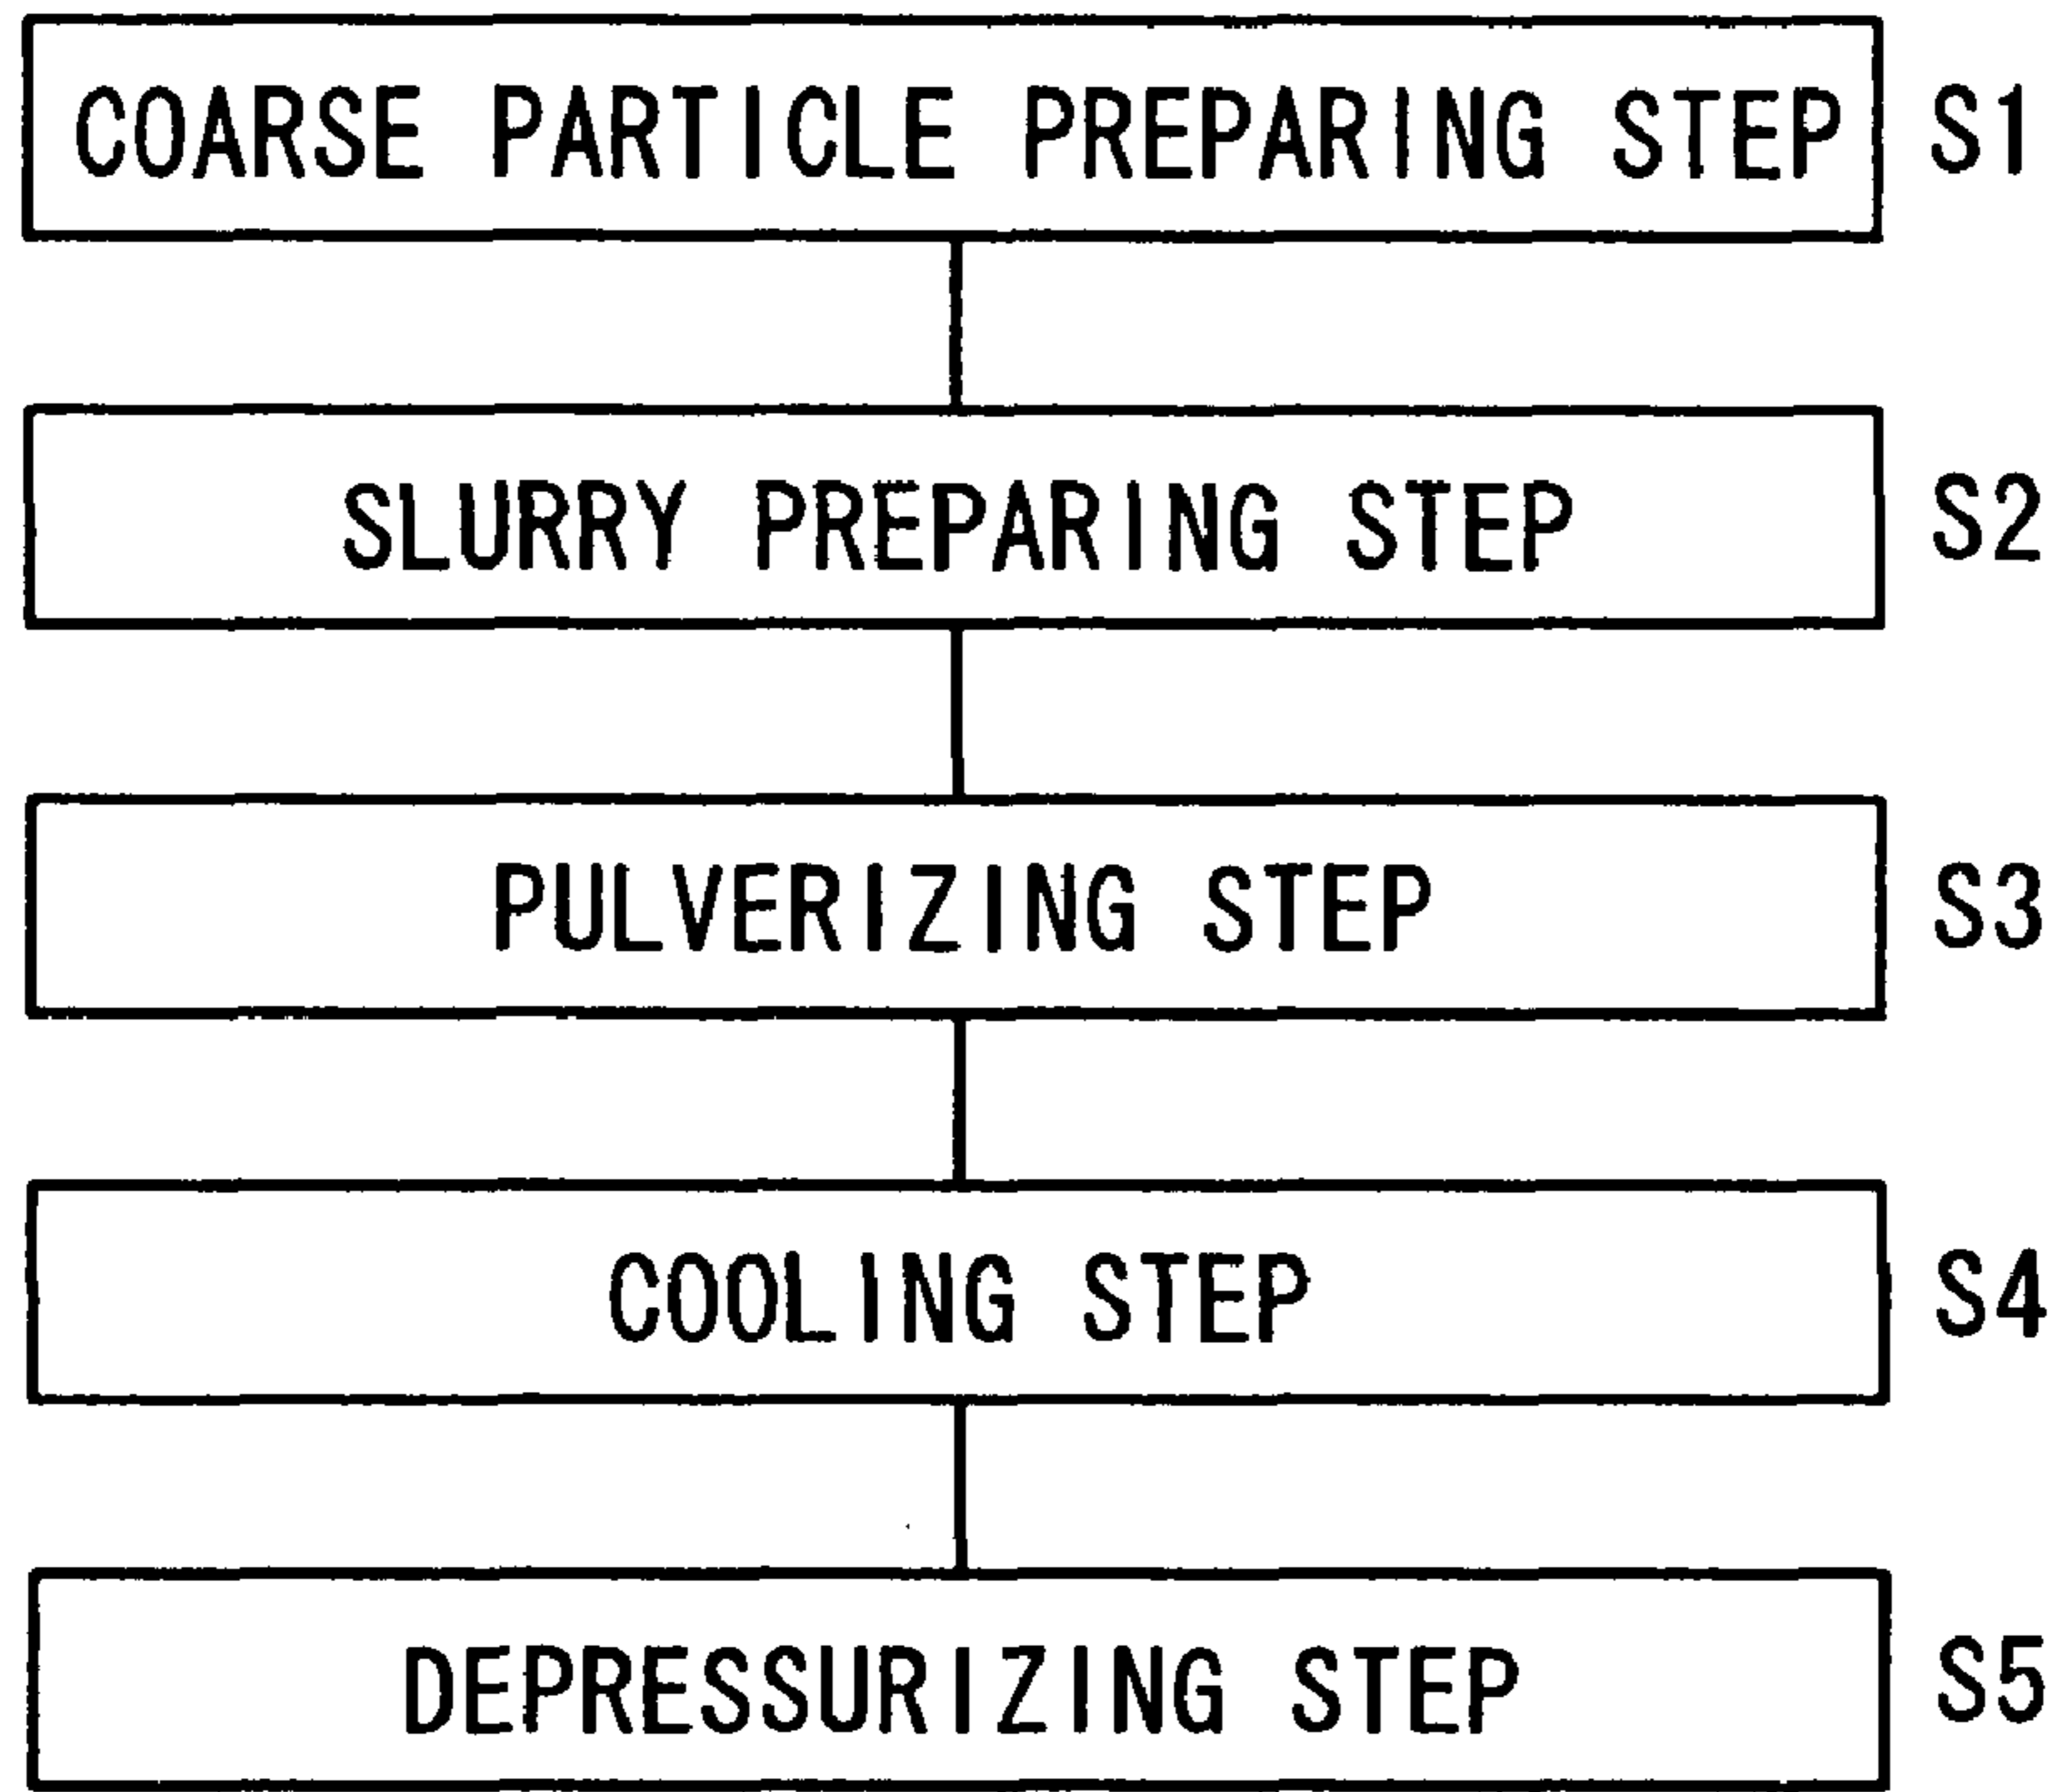 COARSE PARTICLE PREPARING STEP S1
SLURRY PREPARING STEP S2
PULVERIZING STEP S3
COOLING STEP S4
DEPRESSURIZING STEP S5